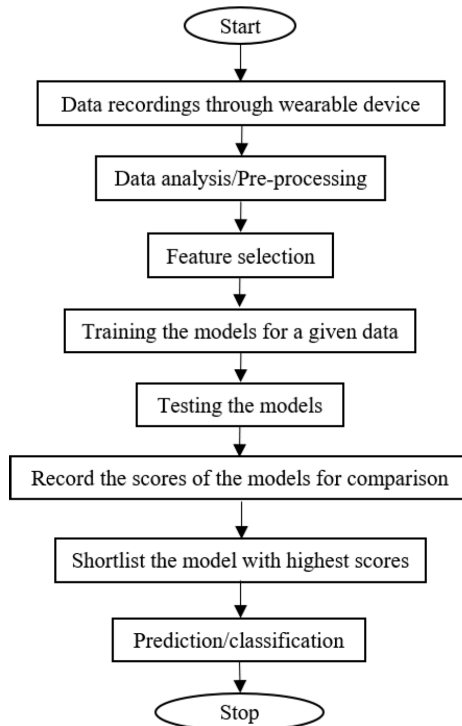 Start
Data recordings through wearable device
Data analysis/Pre-processing
Feature selection
Training the models for a given data
Testing the models
Record the scores of the models for comparison
Shortlist the model with highest scores
Prediction/classification
Stop